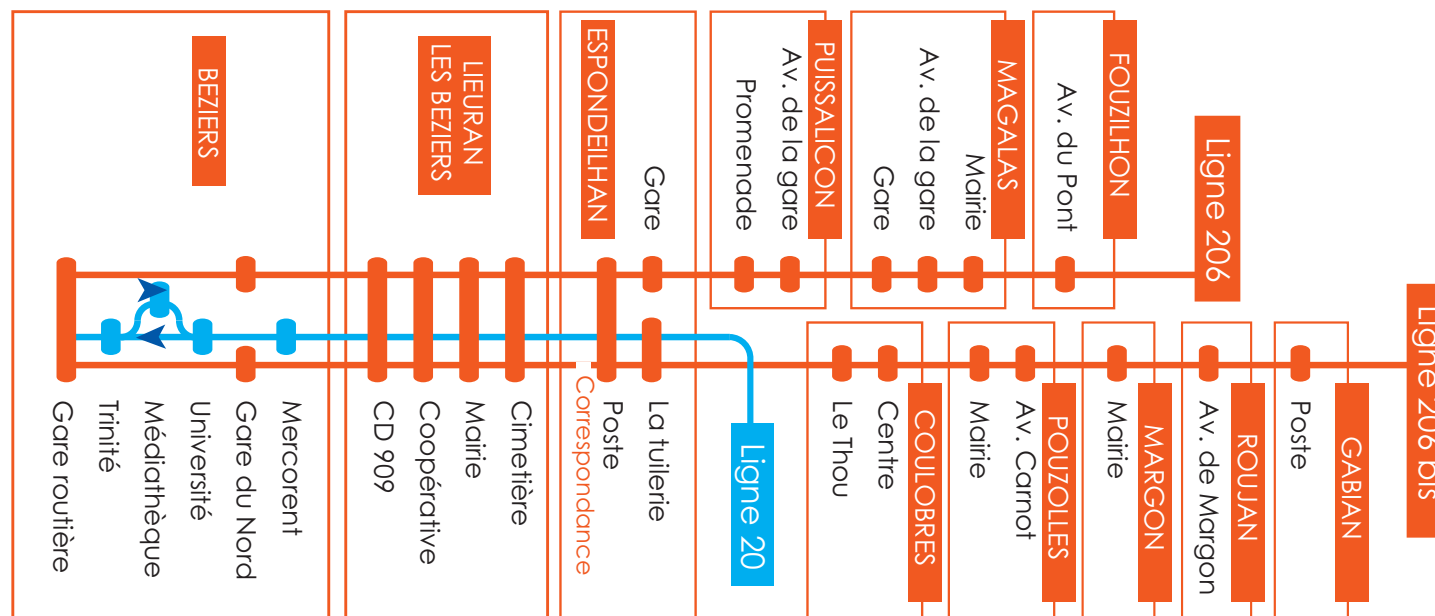 Ligne 206
FOUZILHON
Av. du Pont
MAGALAS
Mairie
Av. de la gare
Gare
PUISSALICON
Av. de la gare
Promenade
Gare
ESPONDEILHAN
LIEURAN
LES BEZIERS
BEZIERS
Ligne 206 bis
GABIAN
Poste
ROUJAN
Av. de Margon
MARGON
Mairie
POUZOLLES
Av. Carnot
Mairie
COULOBRES
Centre
Le Thou
Ligne 20
La tuilerie
Poste
Correspondance
Cimetière
Mairie
Coopérative
CD 909
Mercorent
Gare du Nord
Université
Médiathèque
Trinité
Gare routière